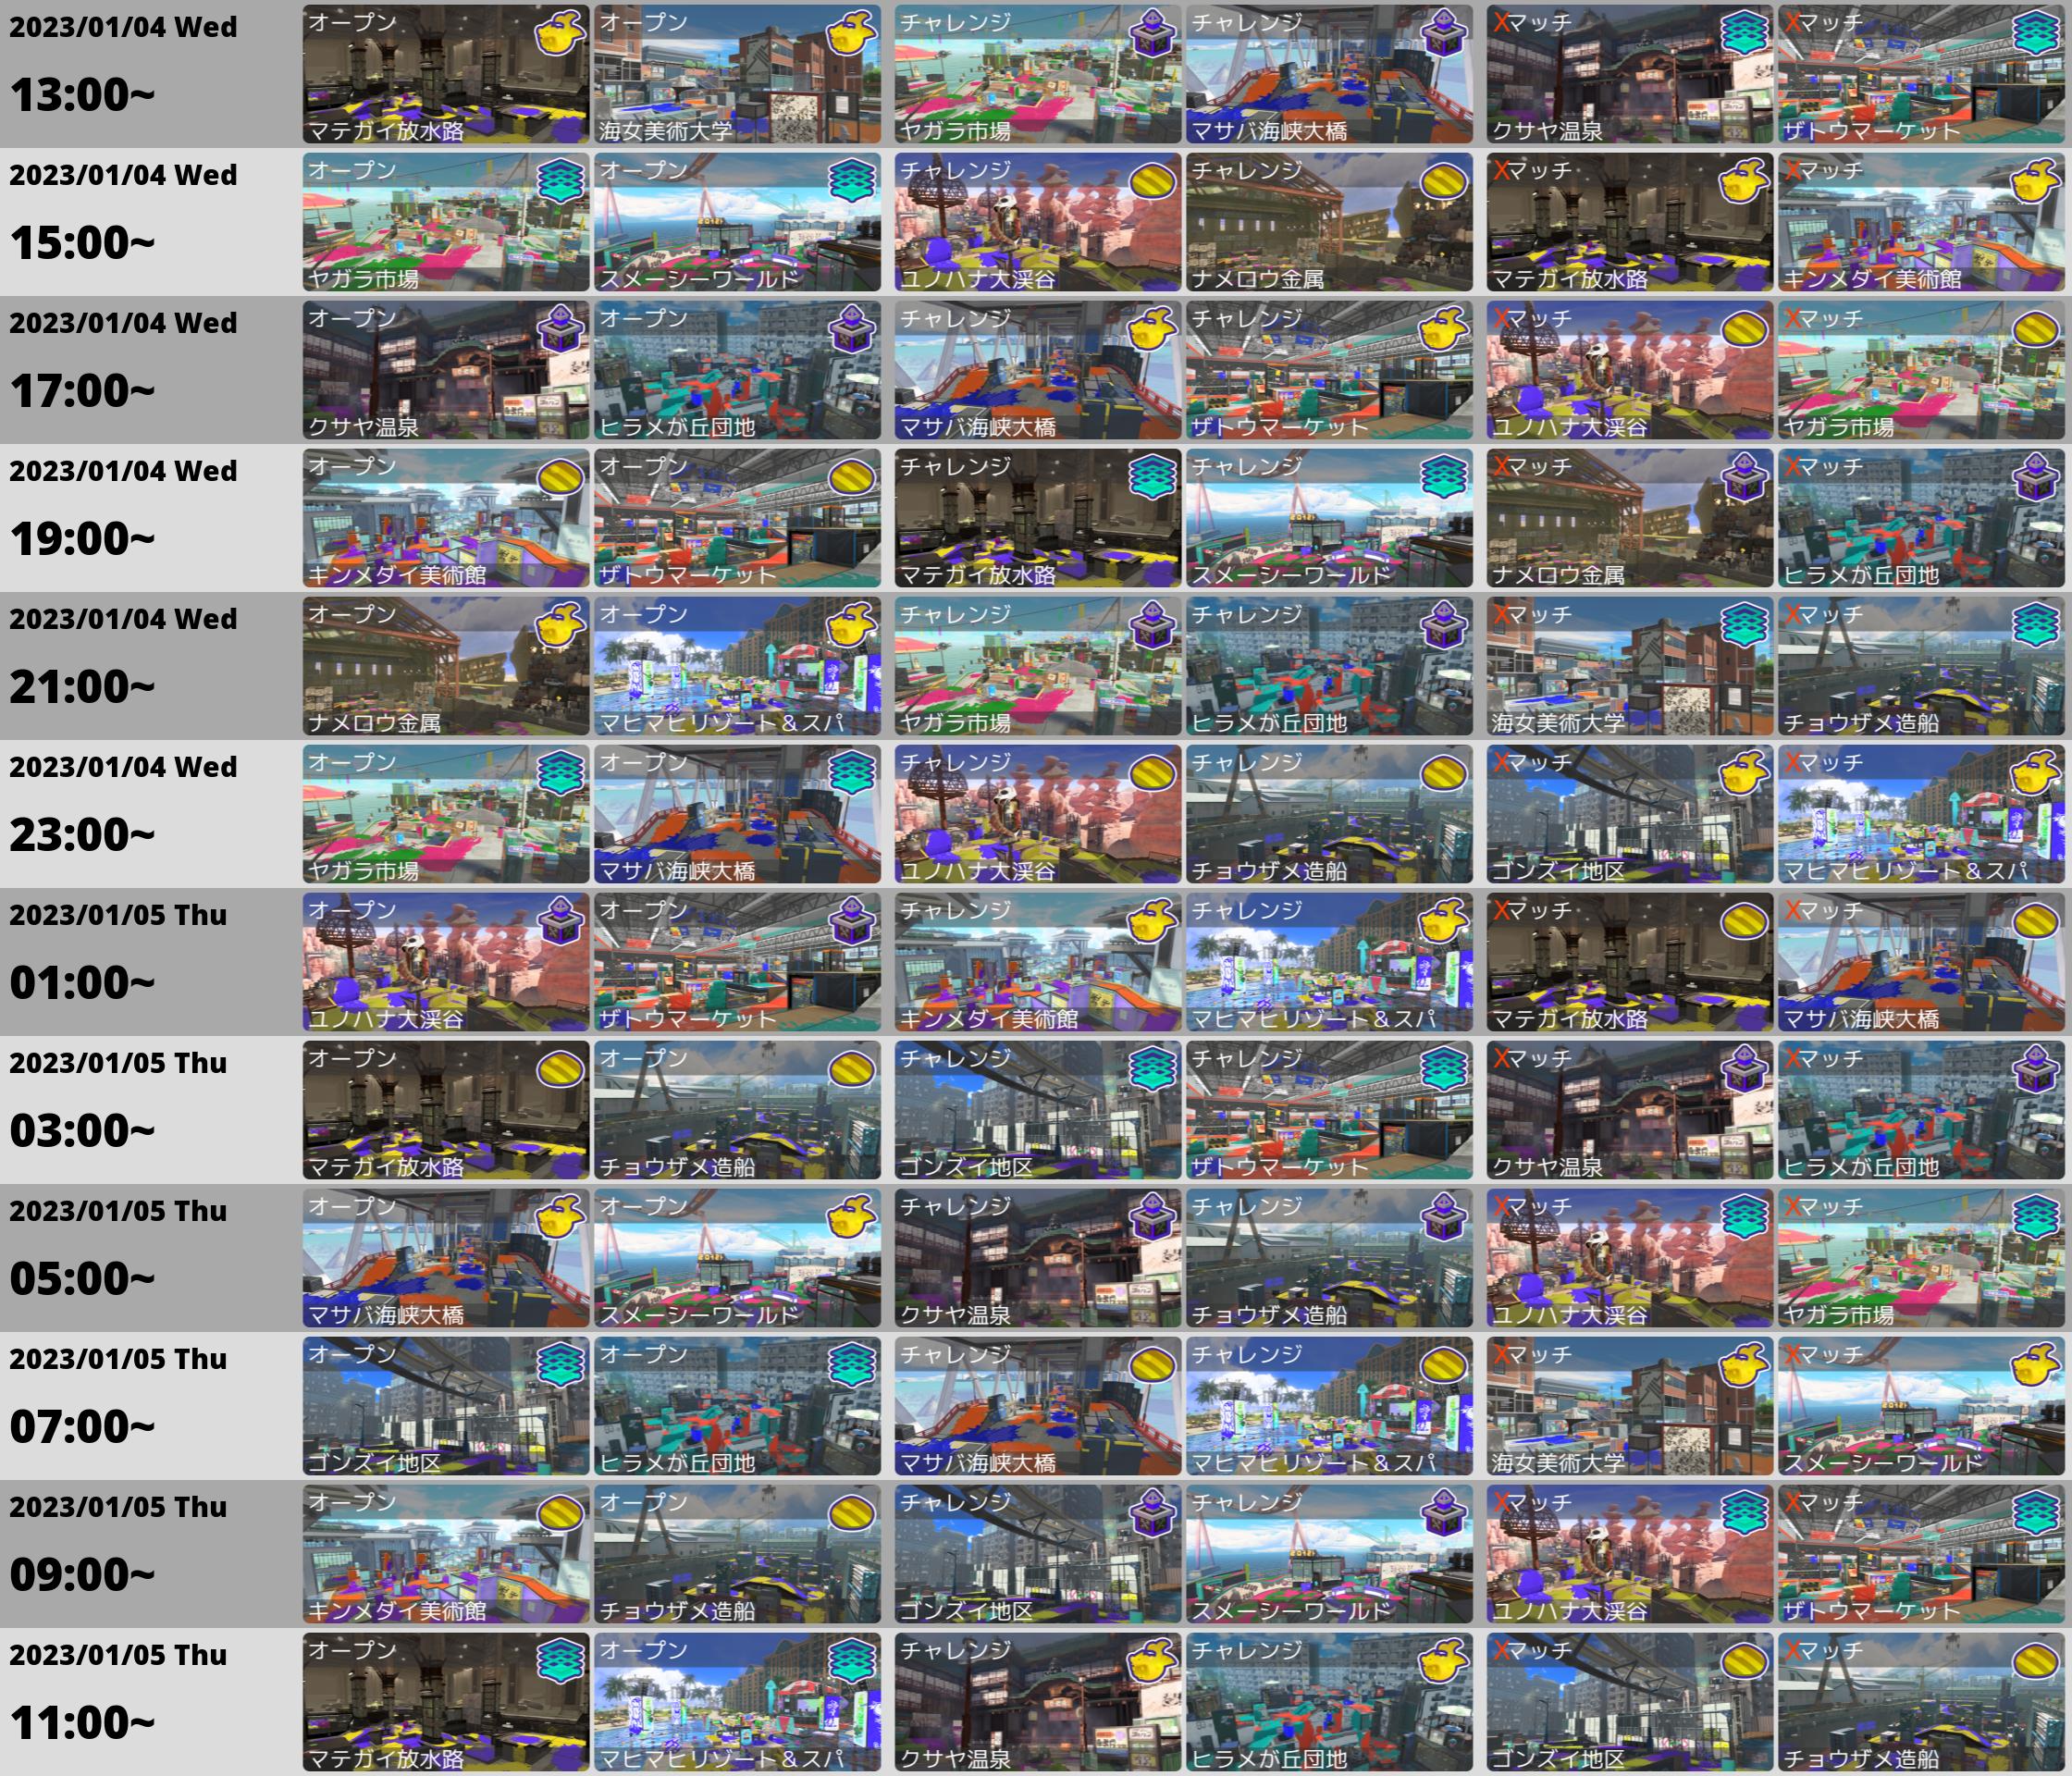 2023/01/04 Wed
13:00~
オープン オープン チャレンジ チャレンジ Xマッチ Xマッチ
マテガイ放水路 海女美術大学 ヤガラ市場 マサバ海峡大橋 クサヤ温泉 ザトウマーケット
2023/01/04 Wed
15:00~
オープン オープン チャレンジ チャレンジ Xマッチ Xマッチ
ヤガラ市場 スメーシーワールド ユノハナ大渓谷 ナメロウ金属 マテガイ放水路 キンメダイ美術館
2023/01/04 Wed
17:00~
オープン オープン チャレンジ チャレンジ Xマッチ Xマッチ
クサヤ温泉 ヒラメが丘団地 マサバ海峡大橋 ザトウマーケット ユノハナ大渓谷 ヤガラ市場
2023/01/04 Wed
19:00~
オープン オープン チャレンジ チャレンジ Xマッチ Xマッチ
キンメダイ美術館 ザトウマーケット マテガイ放水路 スメーシーワールド ナメロウ金属 ヒラメが丘団地
2023/01/04 Wed
21:00~
オープン オープン チャレンジ チャレンジ Xマッチ Xマッチ
ナメロウ金属 マヒマヒリゾート＆スパ ヤガラ市場 ヒラメが丘団地 海女美術大学 チョウザメ造船
2023/01/04 Wed
23:00~
オープン オープン チャレンジ チャレンジ Xマッチ Xマッチ
ヤガラ市場 マサバ海峡大橋 ユノハナ大渓谷 チョウザメ造船 ゴンズイ地区 マヒマヒリゾート＆スパ
2023/01/05 Thu
01:00~
オープン オープン チャレンジ チャレンジ Xマッチ Xマッチ
ユノハナ大渓谷 ザトウマーケット キンメダイ美術館 マヒマヒリゾート＆スパ マテガイ放水路 マサバ海峡大橋
2023/01/05 Thu
03:00~
オープン オープン チャレンジ チャレンジ Xマッチ Xマッチ
マテガイ放水路 チョウザメ造船 ゴンズイ地区 ザトウマーケット クサヤ温泉 ヒラメが丘団地
2023/01/05 Thu
05:00~
オープン オープン チャレンジ チャレンジ Xマッチ Xマッチ
マサバ海峡大橋 スメーシーワールド クサヤ温泉 チョウザメ造船 ユノハナ大渓谷 ヤガラ市場
2023/01/05 Thu
07:00~
オープン オープン チャレンジ チャレンジ Xマッチ Xマッチ
ゴンズイ地区 ヒラメが丘団地 マサバ海峡大橋 マヒマヒリゾート＆スパ 海女美術大学 スメーシーワールド
2023/01/05 Thu
09:00~
オープン オープン チャレンジ チャレンジ Xマッチ Xマッチ
キンメダイ美術館 チョウザメ造船 ゴンズイ地区 スメーシーワールド ユノハナ大渓谷 ザトウマーケット
2023/01/05 Thu
11:00~
オープン オープン チャレンジ チャレンジ Xマッチ Xマッチ
マテガイ放水路 マヒマヒリゾート＆スパ クサヤ温泉 ヒラメが丘団地 ゴンズイ地区 チョウザメ造船